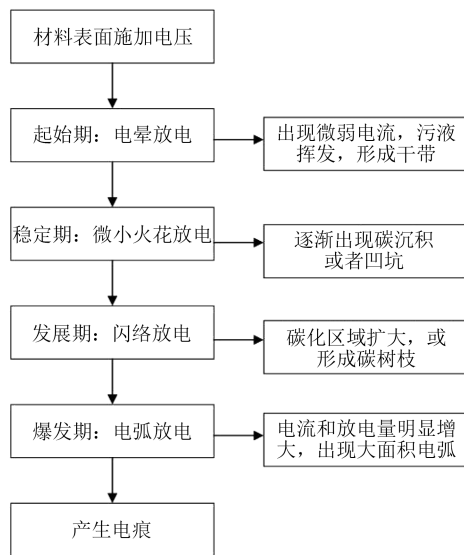 材料表面施加电压
起始期：电晕放电
出现微弱电流，污液
挥发，形成干带
稳定期：微小火花放电
逐渐出现碳沉积
或者凹坑
发展期：闪络放电
碳化区域扩大，或
形成碳树枝
爆发期：电弧放电
电流和放电量明显增
大，出现大面积电弧
产生电痕